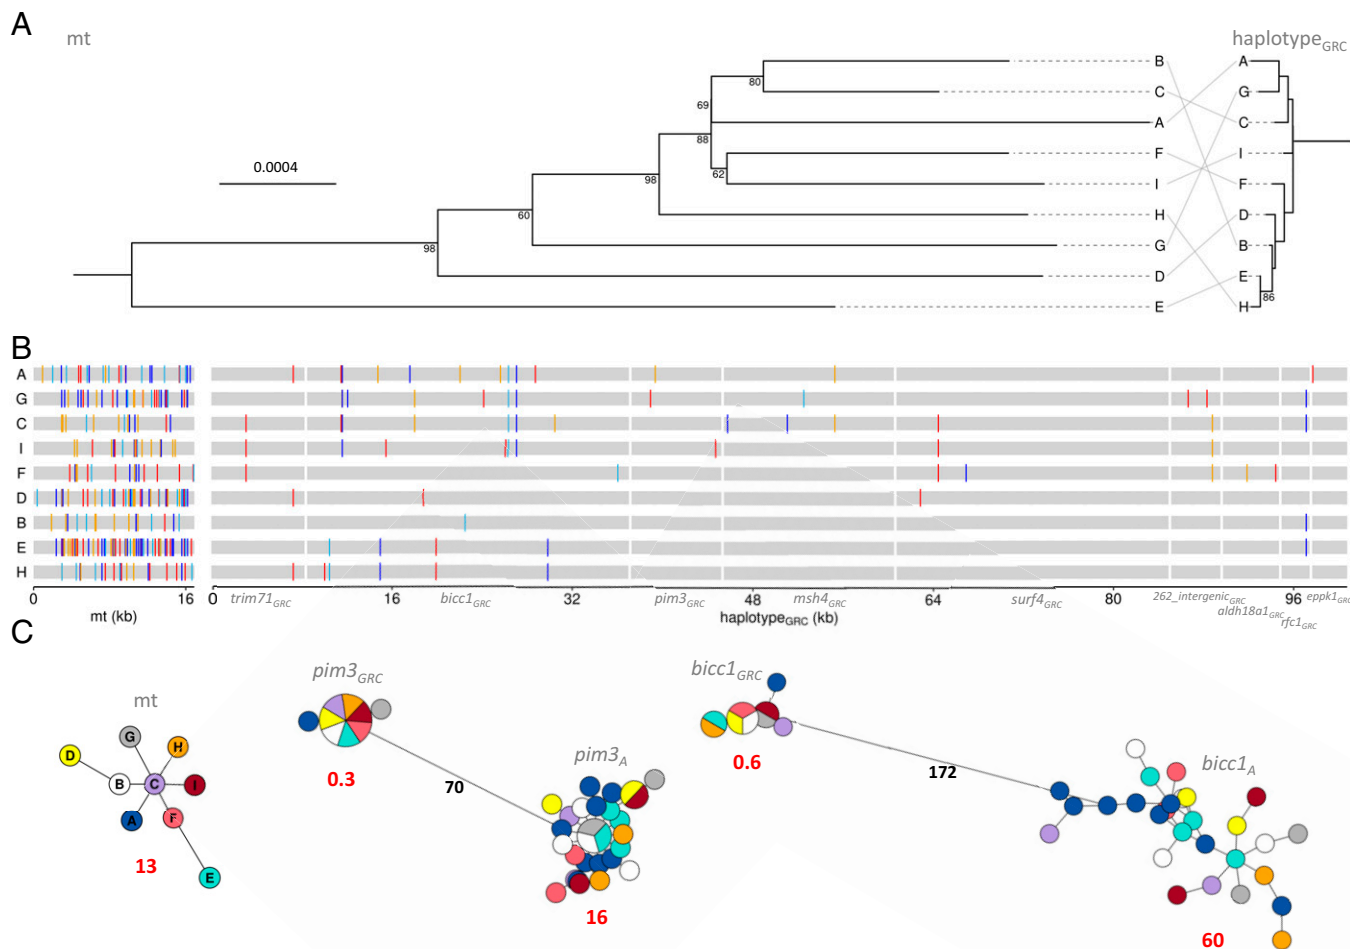 A
mt
haplotypeGRC
B
A
80
C
G
69
0.0004
A
C
88
F
I
98
62
I
F
H
D
60
G
B
98
D
E
86
E
H
B
A
G
C
I
F
D
B
E
H
0
16
0
trim71GRC
16
bicc1GRC
32
pim3GRC
48
msh4GRC
64
surf4GRC
80
262_intergenicGRC
96
eppk1GRC
aldh18a1GRC
rfc1GRC
mt (kb)
haplotypeGRC (kb)
C
mt
pim3GRC
bicc1GRC
G
H
D
B
C
I
A
F
E
13
0.3
70
pim3A
16
0.6
172
bicc1A
60